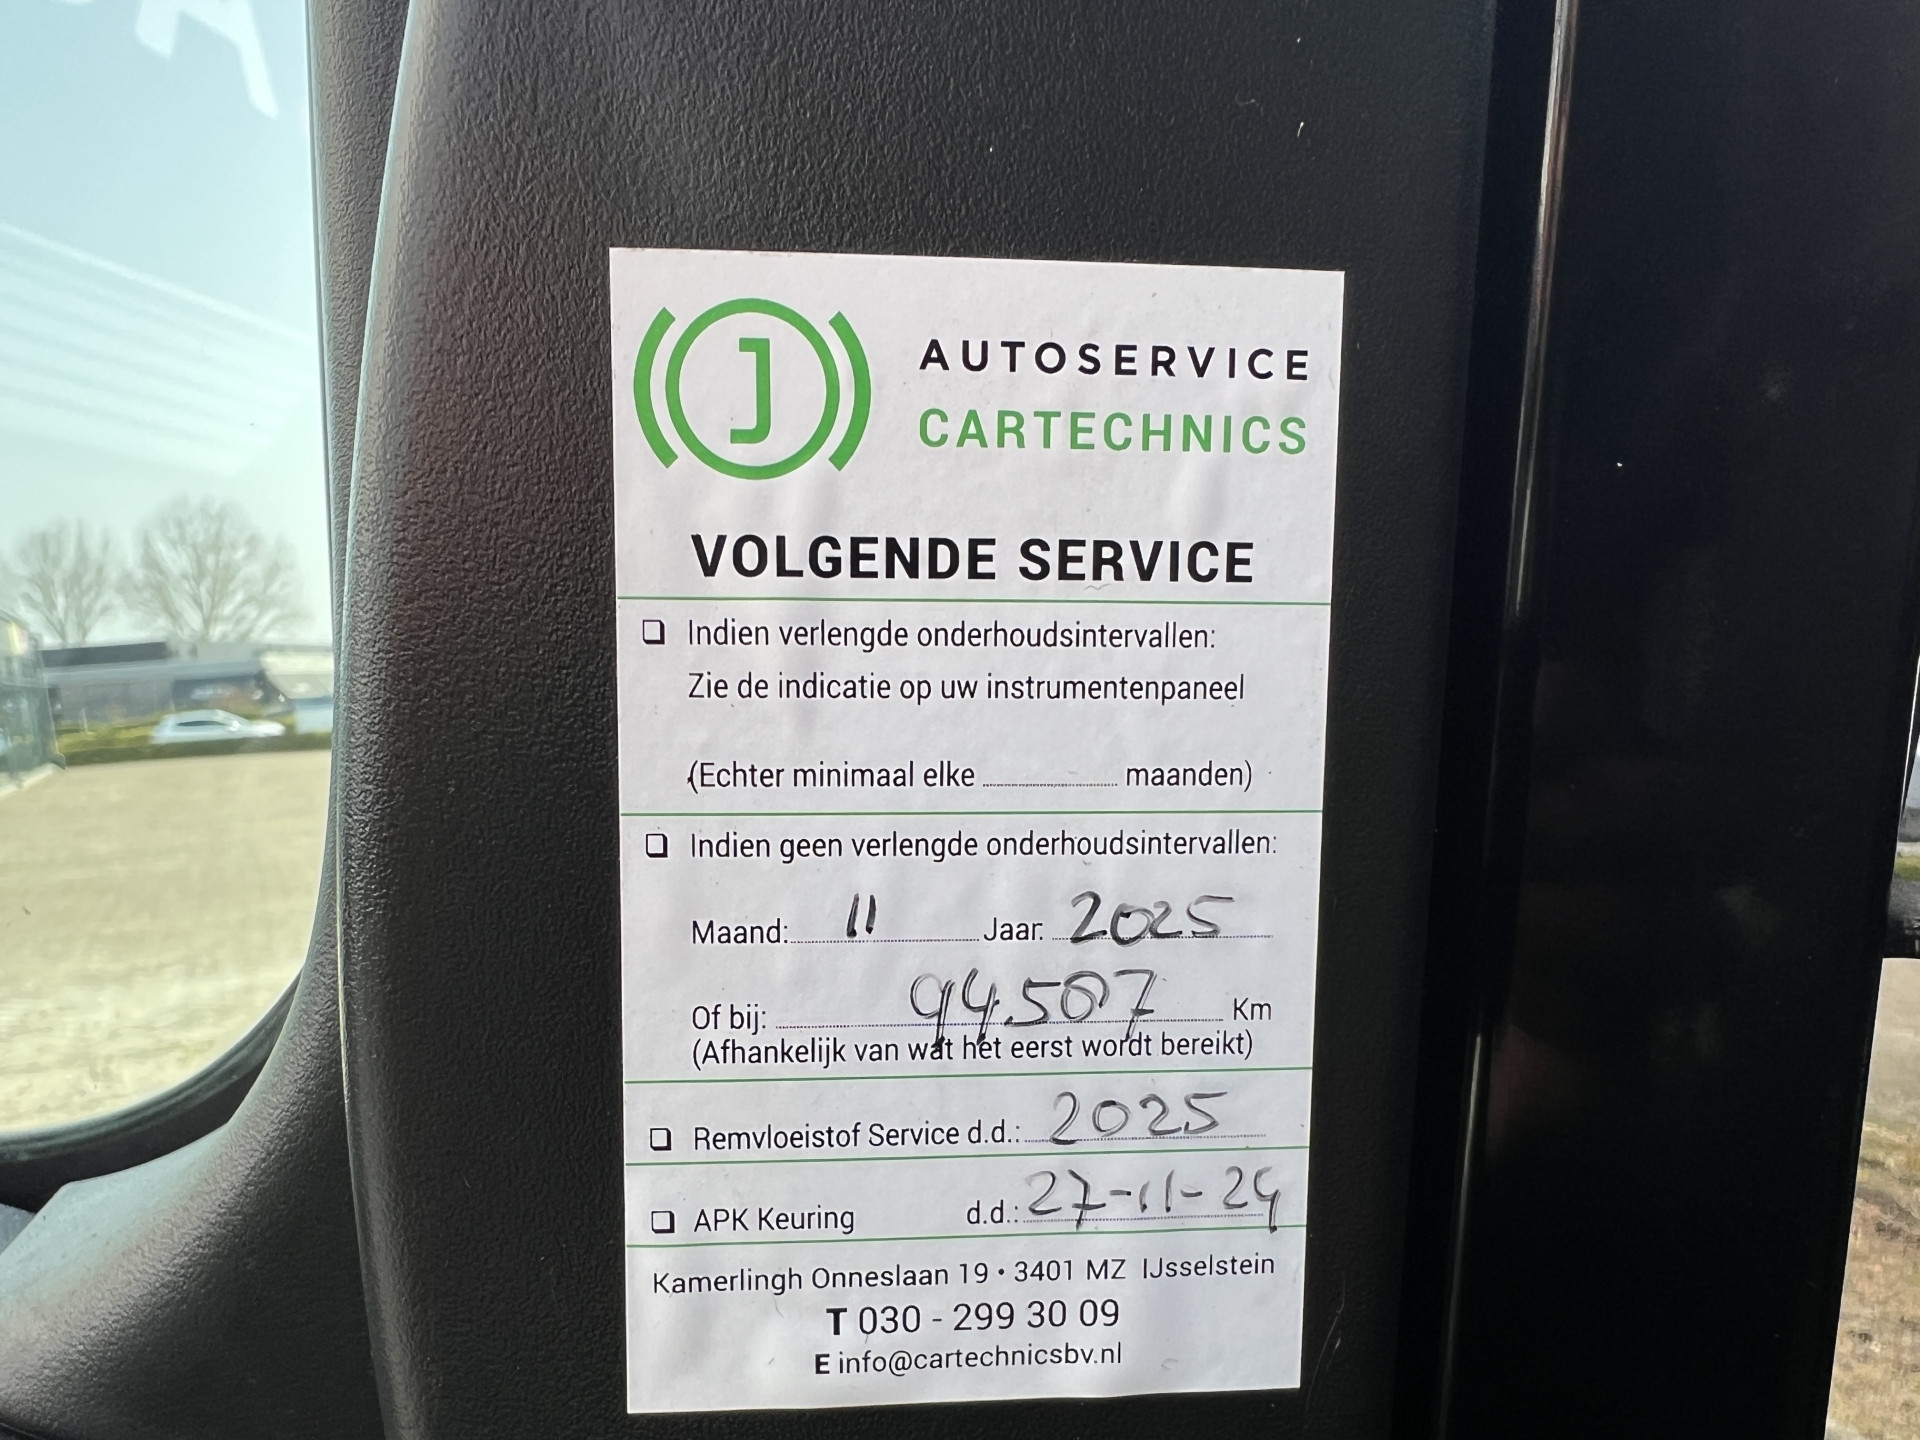 J
AUTOSERVICE
CARTECHNICS
VOLGENDE SERVICE
Indien verlengde onderhoudsintervallen:
Zie de indicatie op uw instrumentenpaneel
(Echter minimaal elke maanden)
Indien geen verlengde onderhoudsintervallen:
Maand: 11 Jaar: 2025
Of bij: 94.507 Km
(Afhankelijk van wat het eerst wordt bereikt)
Remvloeistof Service d.d.: 2025
APK Keuring d.d.: 27-11-24
Kamerlingh Onneslaan 19 • 3401 MZ IJsselstein
T 030 - 299 30 09
E info@cartechnicsbv.nl